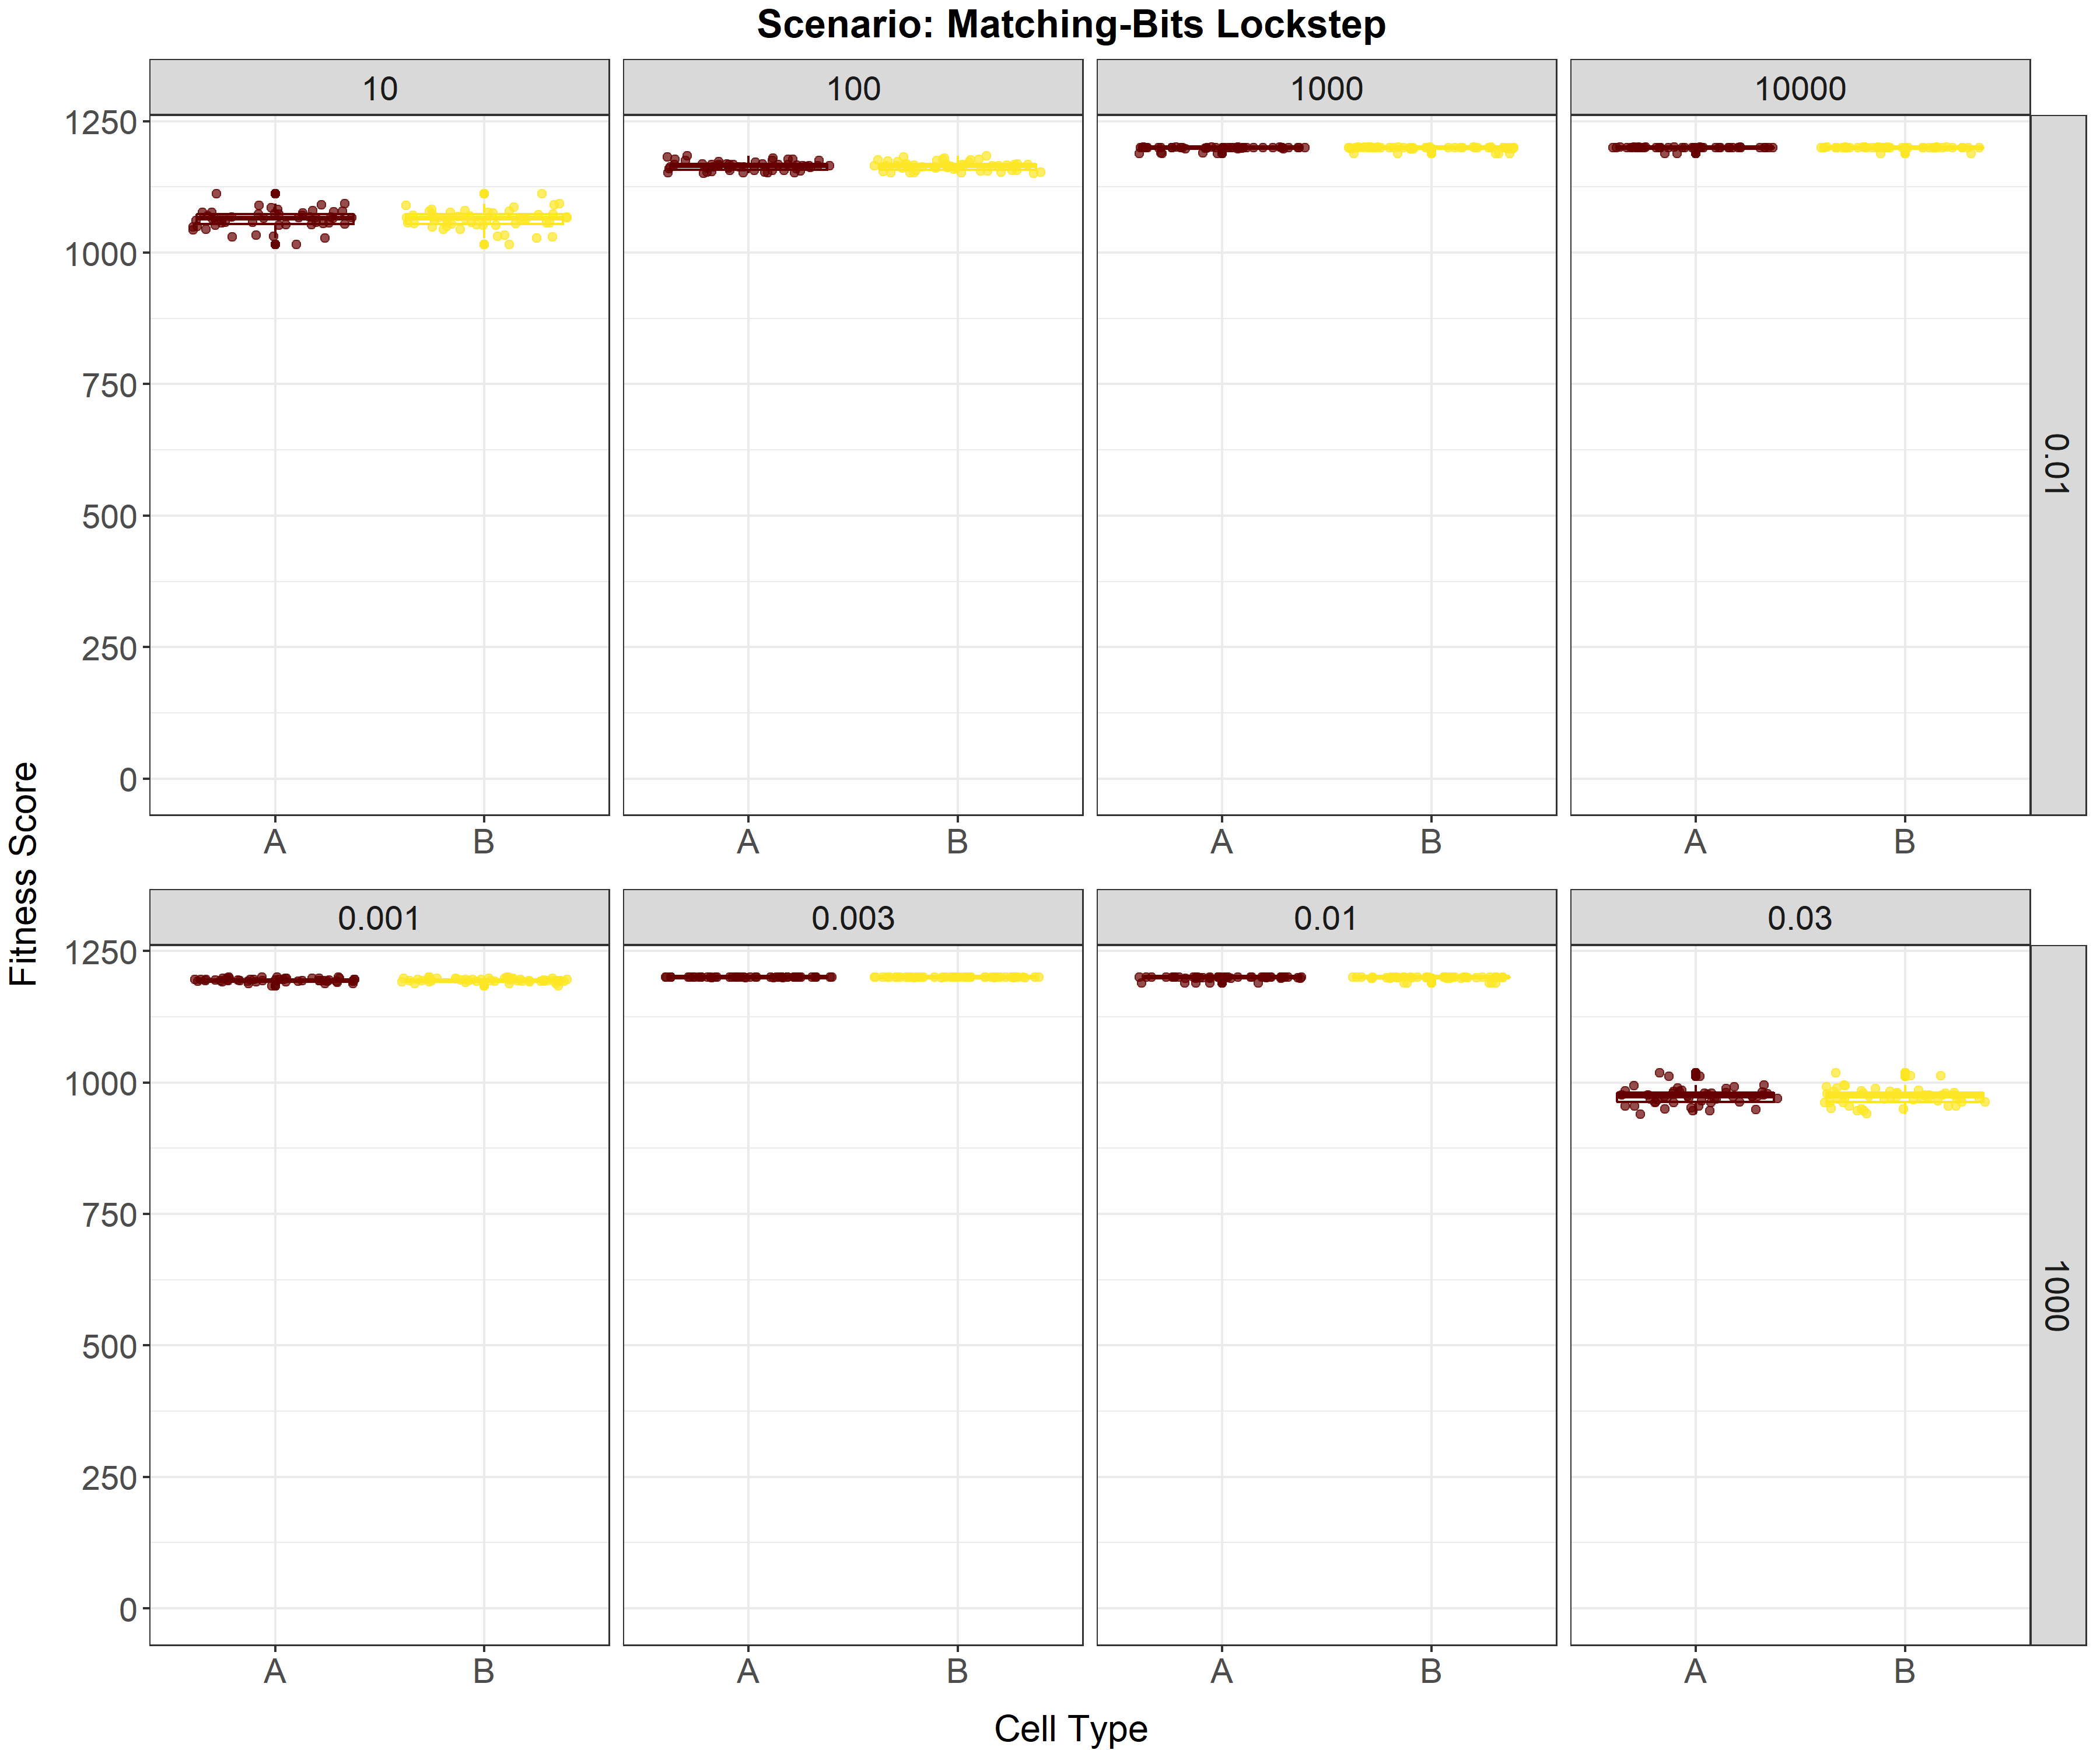 Scenario: Matching-Bits Lockstep
10 100 1000 10000
1250
1000
750
500
250
0
0.01
A B A B A B A B
Fitness Score
0.001 0.003 0.01 0.03
1250
1000
750
500
250
0
1000
A B A B A B A B
Cell Type